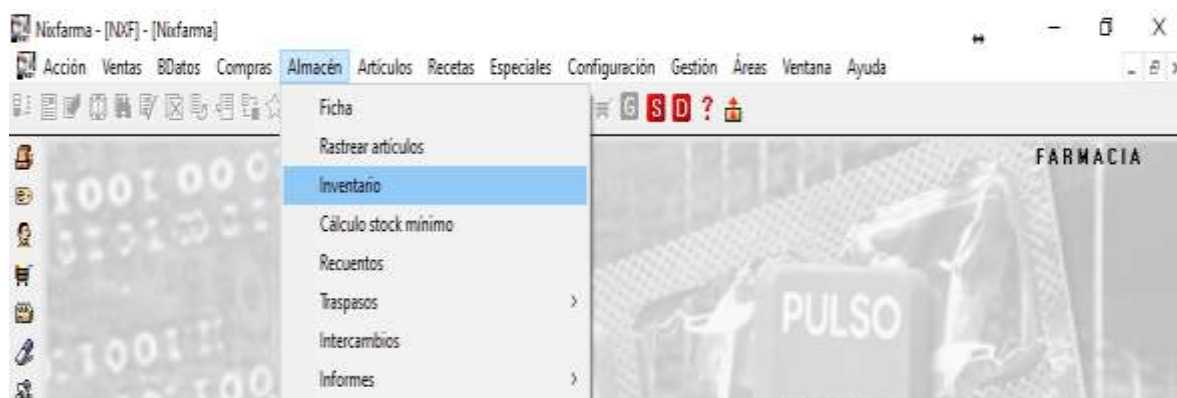 Nixfarma - [NXF] - [Nixfarma]
Acción Ventas BDatos Compras Almacén Artículos Recetas Especiales Configuración Gestión Áreas Ventana Ayuda
G S D ?
Ficha
Rastrear artículos
FARMACIA
Inventario
Cálculo stock mínimo
Recuentos
Traspasos
PULSO
Intercambios
Informes